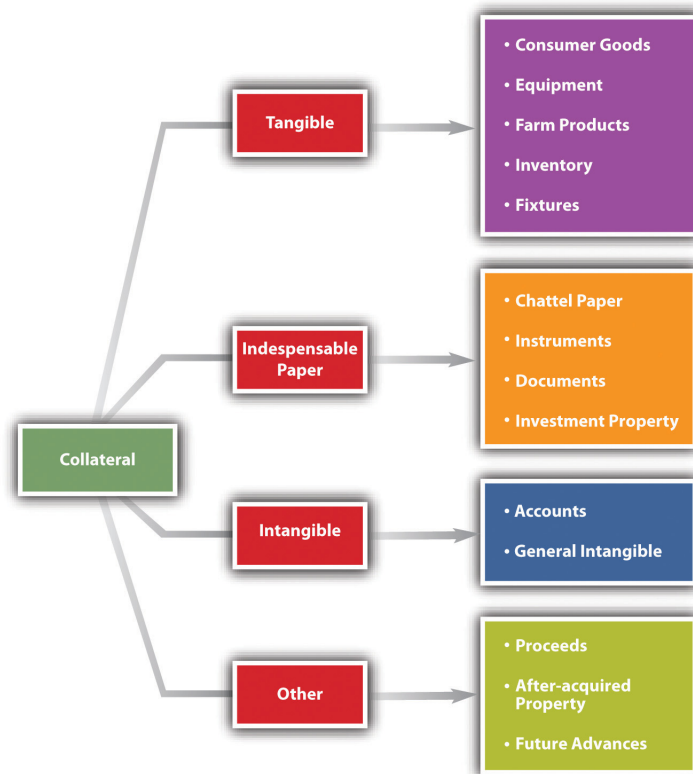 Collateral
Tangible
• Consumer Goods
• Equipment
• Farm Products
• Inventory
• Fixtures
Indespensable
Paper
• Chattel Paper
• Instruments
• Documents
• Investment Property
Intangible
• Accounts
• General Intangible
Other
• Proceeds
• After-acquired
Property
• Future Advances